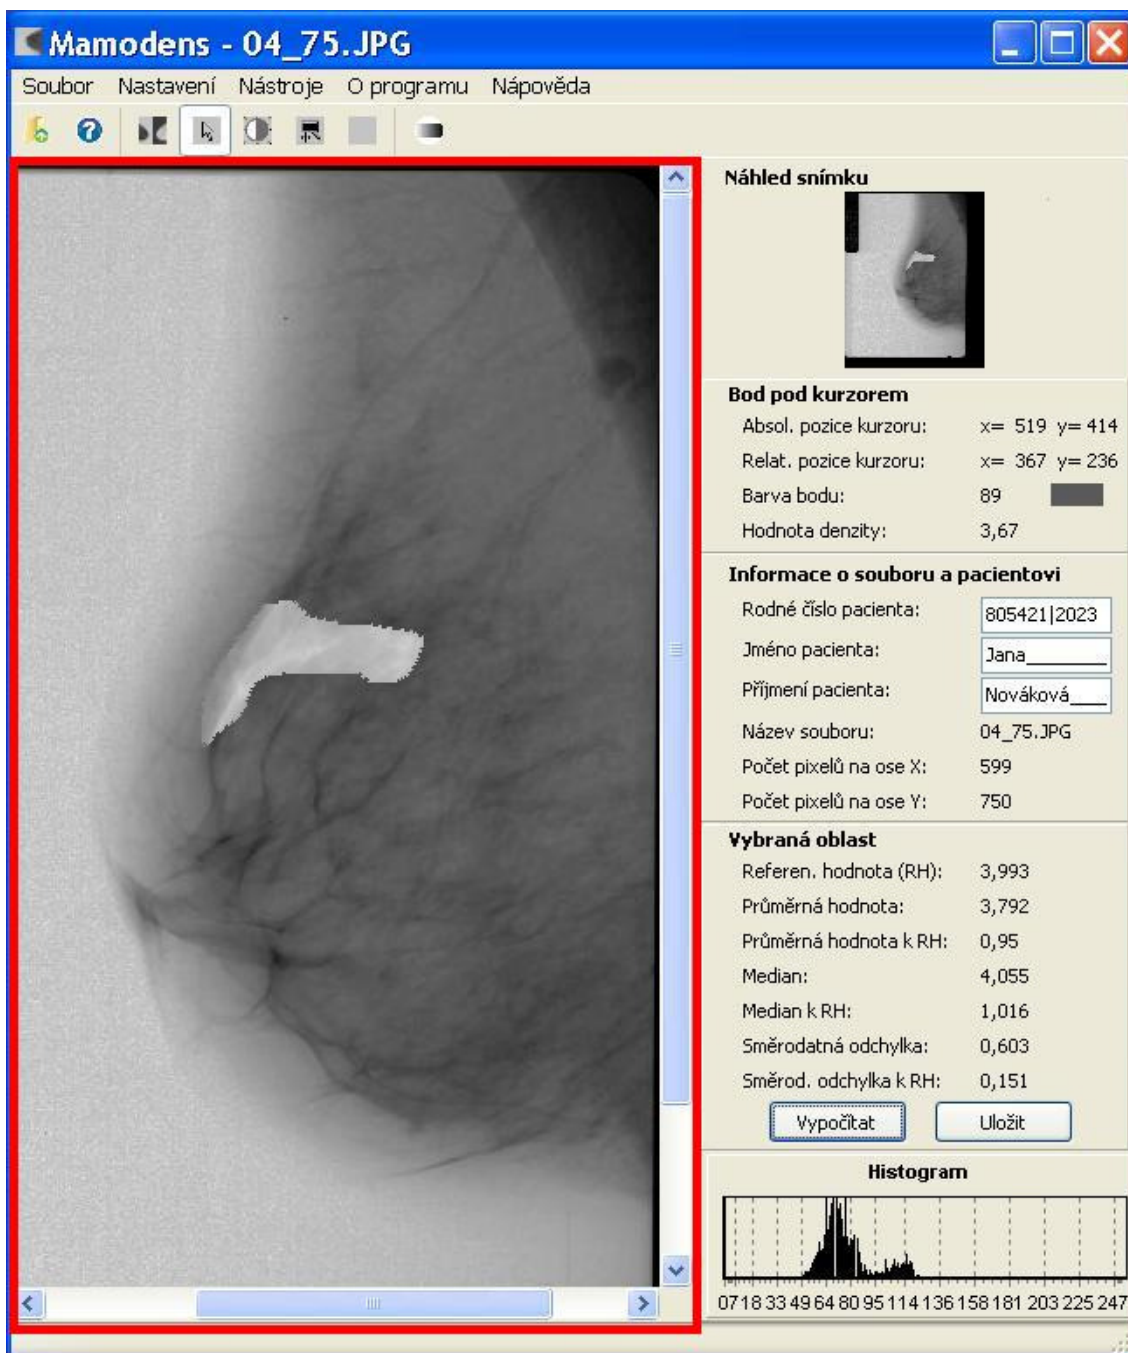 Mamodens - 04_75.JPG
Soubor Nastavení Nástroje O programu Nápověda
Náhled snímku
Bod pod kurzorem
Absol. pozice kurzoru: x= 519 y= 414
Relat. pozice kurzoru: x= 367 y= 236
Barva bodu: 89
Hodnota denzity: 3,67
Informace o souboru a pacientovi
Rodné číslo pacienta: 805421|2023
Jméno pacienta: Jana________
Příjmení pacienta: Nováková____
Název souboru: 04_75.JPG
Počet pixelů na ose X: 599
Počet pixelů na ose Y: 750
Vybraná oblast
Referen. hodnota (RH): 3,993
Průměrná hodnota: 3,792
Průměrná hodnota k RH: 0,95
Median: 4,055
Median k RH: 1,016
Směrodatná odchylka: 0,603
Směrod. odchylka k RH: 0,151
Vypočítat Uložit
Histogram
07 18 33 49 64 80 95 114 136 158 181 203 225 247